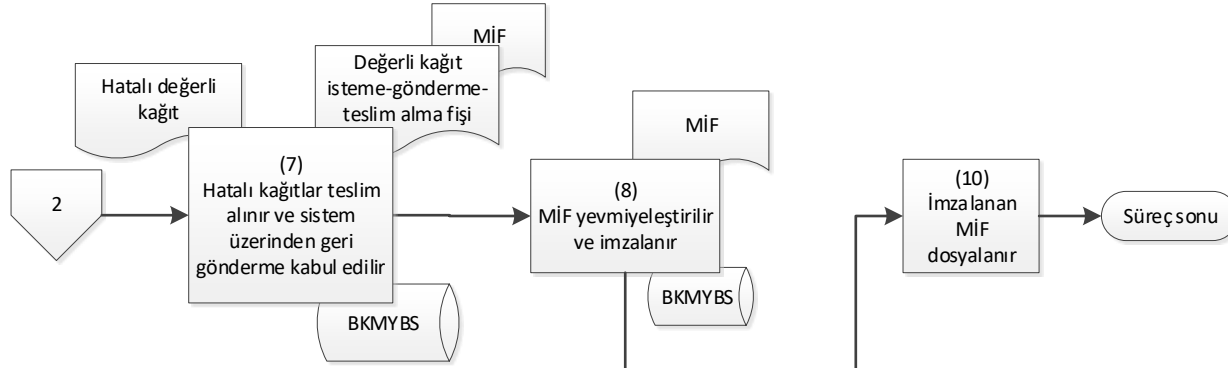 MİF
Değerli kağıt
isteme-gönderme-
teslim alma fişi
Hatalı değerli
kağıt
MİF
2
(7)
Hatalı kağıtlar teslim
alınır ve sistem
üzerinden geri
gönderme kabul edilir
(8)
MİF yevmiyeleştirilir
ve imzalanır
(10)
İmzalanan
MİF
dosyalanır
Süreç sonu
BKMYBS
BKMYBS